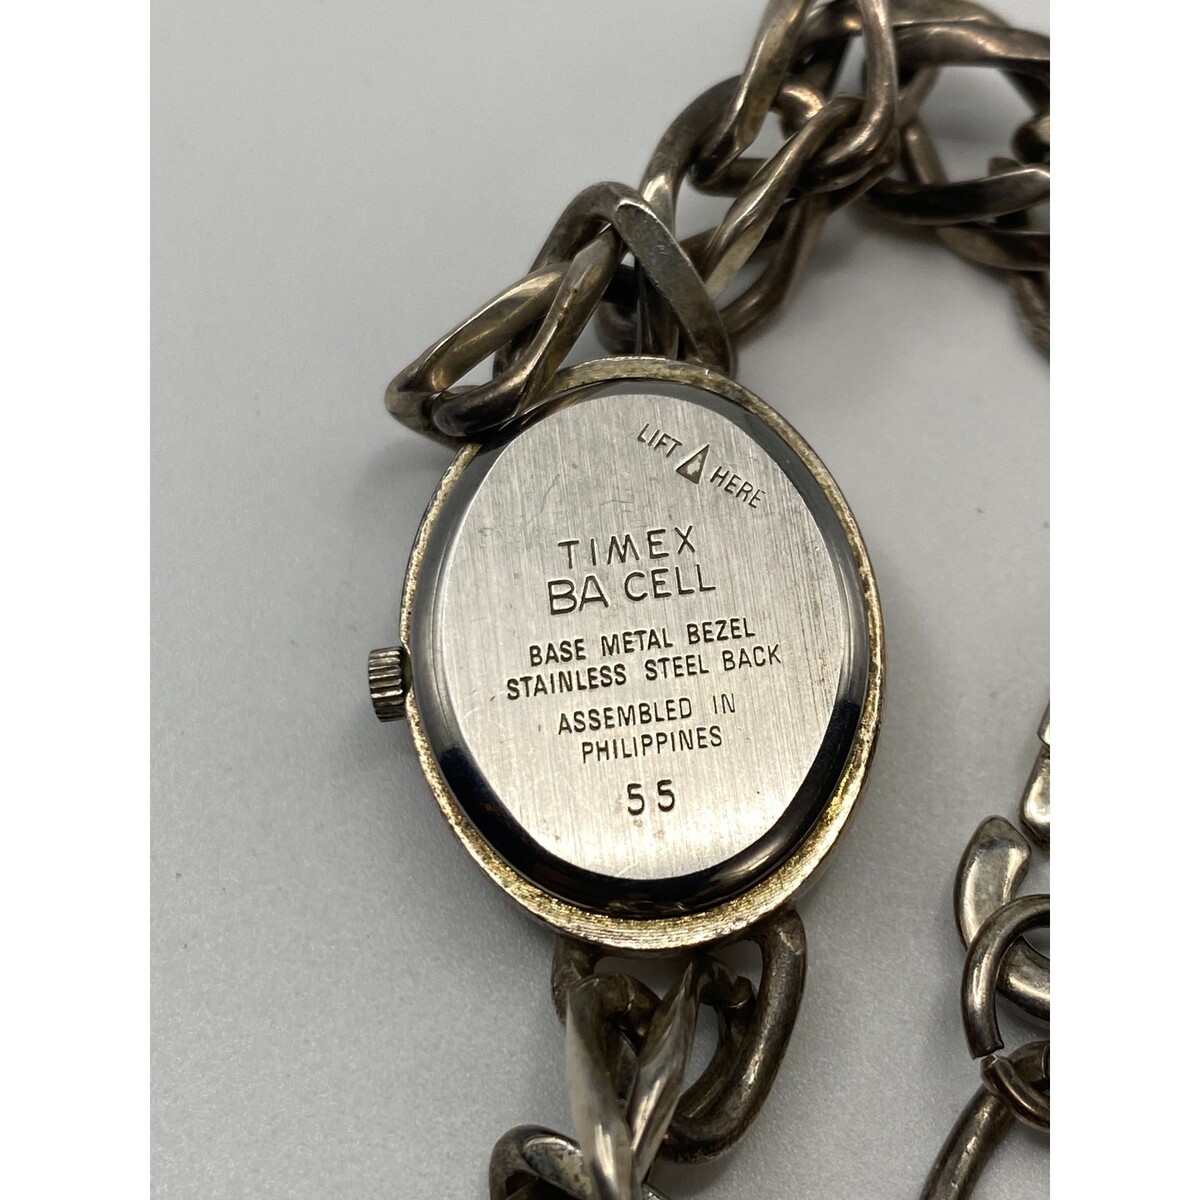 LIFT HERE
TIMEX
BA CELL
BASE METAL BEZEL
STAINLESS STEEL BACK
ASSEMBLED IN
PHILIPPINES
55